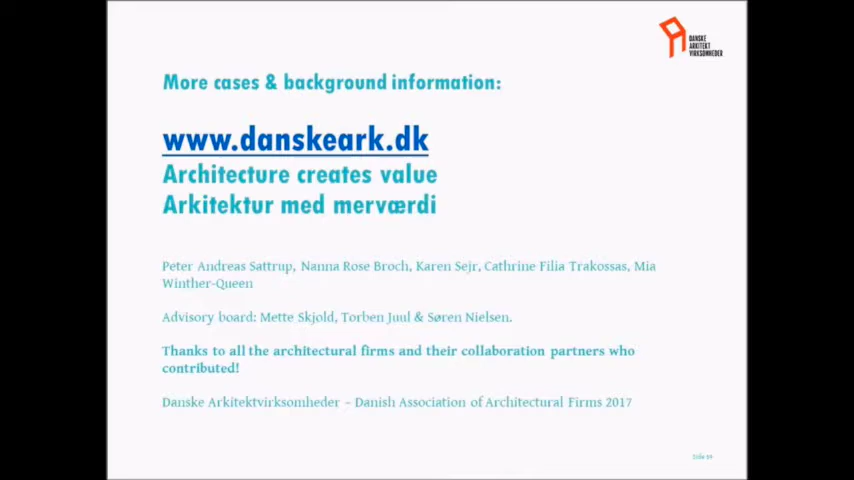 DANSKE
ARKITEKT
VIRKSOMHEDER
More cases & background information:
www.danskeark.dk
Architecture creates value
Arkitektur med merværdi
Peter Andreas Sattrup, Nanna Rose Broch, Karen Sejr, Cathrine Filia Trakossas, Mia
Winther-Queen
Advisory board: Mette Skjold, Torben Juul & Søren Nielsen.
Thanks to all the architectural firms and their collaboration partners who
contributed!
Danske Arkitektvirksomheder – Danish Association of Architectural Firms 2017